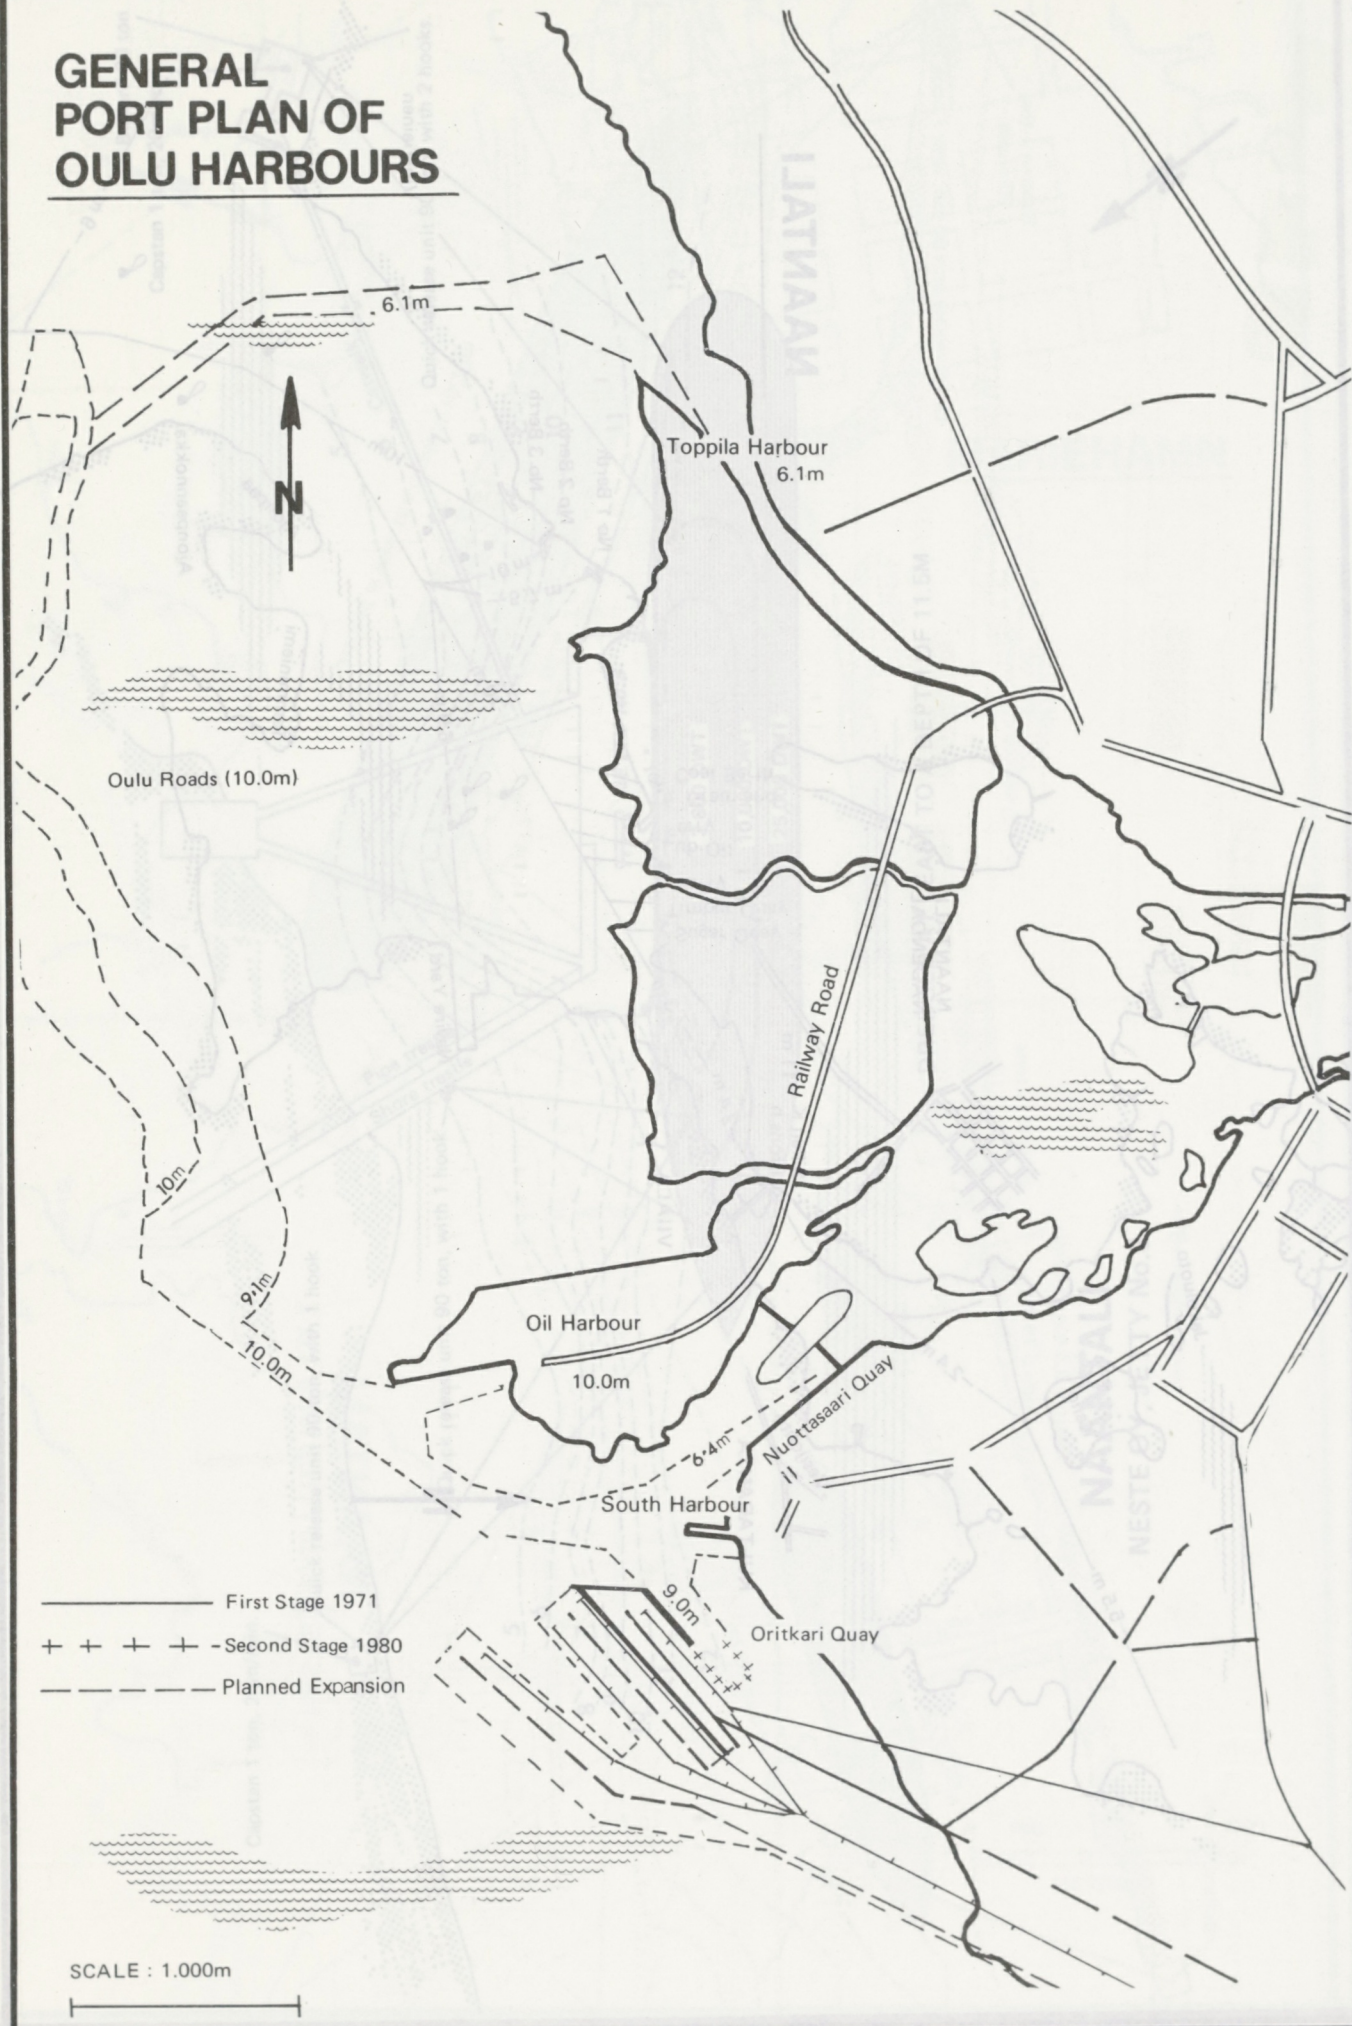 GENERAL
PORT PLAN OF
OULU HARBOURS
6.1m
N
Toppila Harbour
6.1m
Oulu Roads (10.0m)
Railway Road
10m
9·1m
10.0m
Oil Harbour
10.0m
6·4m
Nuottasaari Quay
South Harbour
9.0m
Oritkari Quay
First Stage 1971
Second Stage 1980
Planned Expansion
SCALE : 1.000m